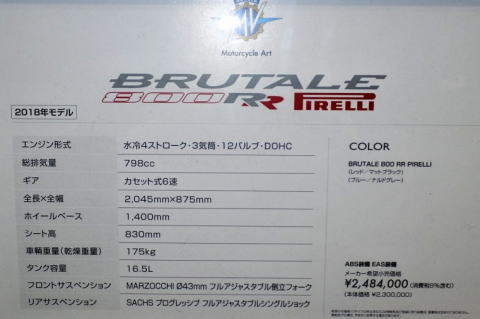 Motorcycle Art
BRUTALE
800RR PIRELLI
2018年モデル
エンジン形式 水冷4ストローク・3気筒・12バルブ・DOHC
総排気量 798cc
ギア カセット式6速
全長×全幅 2,045mm×875mm
ホイールベース 1,400mm
シート高 830mm
車輌重量(乾燥重量) 175kg
タンク容量 16.5L
フロントサスペンション MARZOCCHI Ø43mm フルアジャスタブル倒立フォーク
リアサスペンション SACHS プログレッシブ フルアジャスタブルシングルショック
COLOR
BRUTALE 800 RR PIRELLI
(レッド/マットブラック)
(ブルー/ナルドグレー)
ABS装備 EAS装備
メーカー希望小売価格
¥2,484,000 (消費税8%含む)
(本体価格 ¥2,300,000)